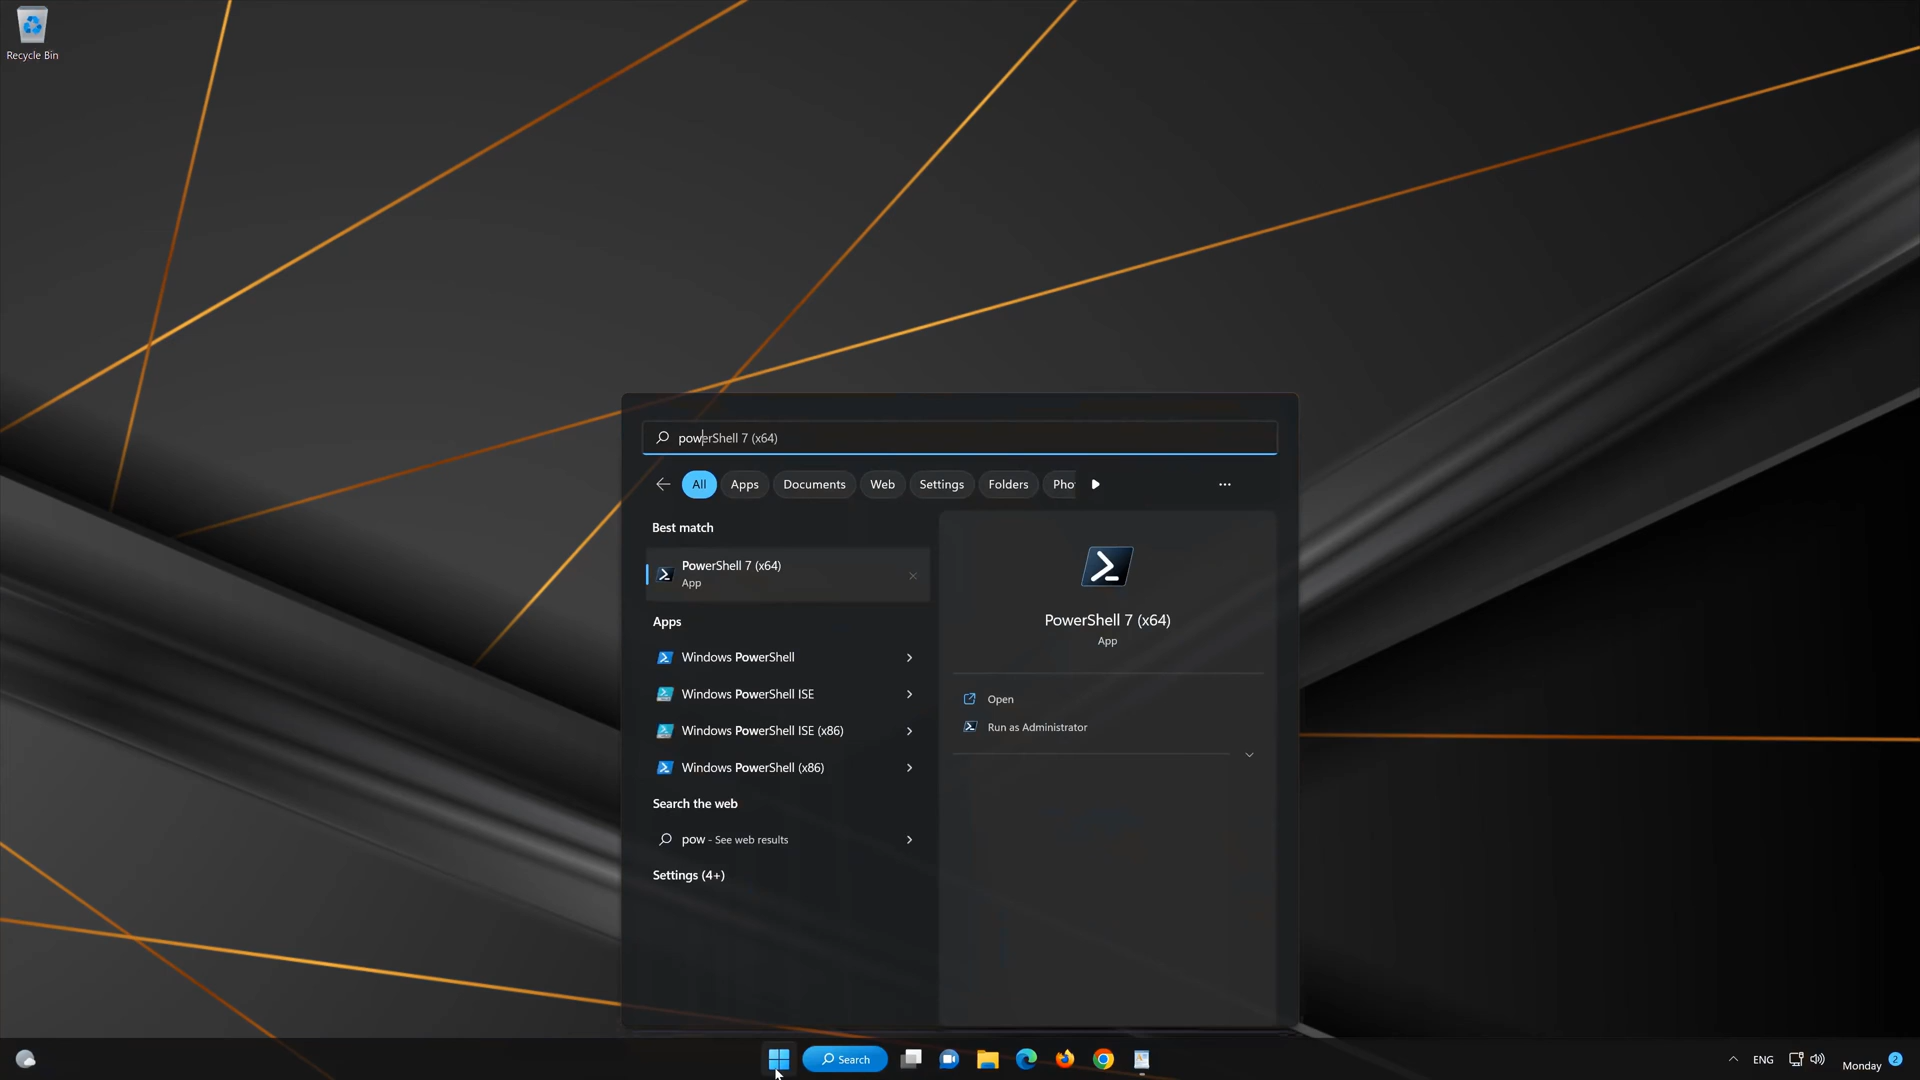 Recycle Bin
powerShell 7 (x64)
All
Apps
Documents
Web
Settings
Folders
Pho
Best match
PowerShell 7 (x64)
App
Apps
Windows PowerShell
Windows PowerShell ISE
Windows PowerShell ISE (x86)
Windows PowerShell (x86)
Search the web
pow - See web results
Settings (4+)
PowerShell 7 (x64)
App
Open
Run as Administrator
Search
ENG
Monday
2